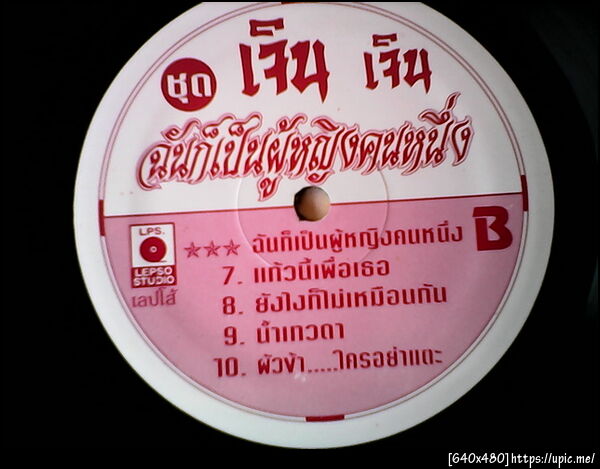 ชุด เจิน เจิน
ฉันก็เป็นผู้หญิงคนหนึ่ง
LPS.
LEPSO
STUDIO
เลปโส้
★★★ ฉันก็เป็นผู้หญิงคนหนึ่ง B
7. แก้วนี้เพื่อเธอ
8. ยังไงก็ไม่เหมือนกัน
9. น้ำเทวดา
10. ผัวข้า.....ใครอย่าแตะ
[640x480]https://upic.me/